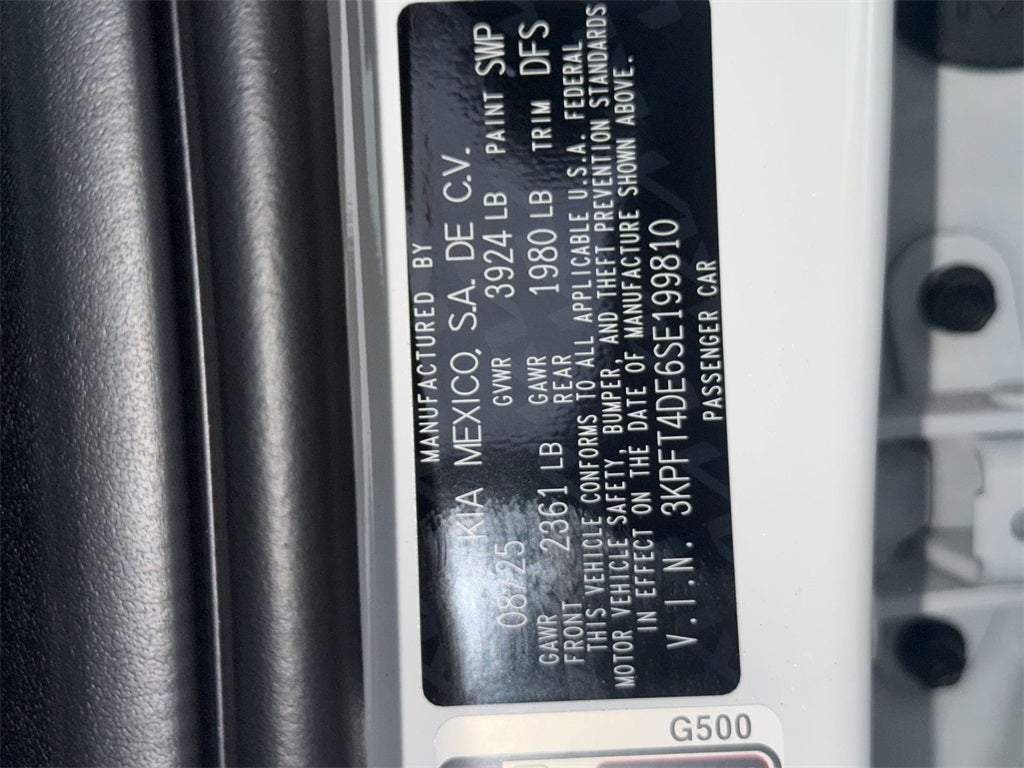 MANUFACTURED BY
KIA MEXICO, S.A. DE C.V.
08/25 GVWR 3924 LB PAINT SWP
GAWR FRONT 2361 LB GAWR REAR 1980 LB TRIM DFS
THIS VEHICLE CONFORMS TO ALL APPLICABLE U.S.A. FEDERAL
MOTOR VEHICLE SAFETY, BUMPER, AND THEFT PREVENTION STANDARDS
IN EFFECT ON THE DATE OF MANUFACTURE SHOWN ABOVE.
V.I.N. 3KPFT4DE6SE199810
PASSENGER CAR
G500